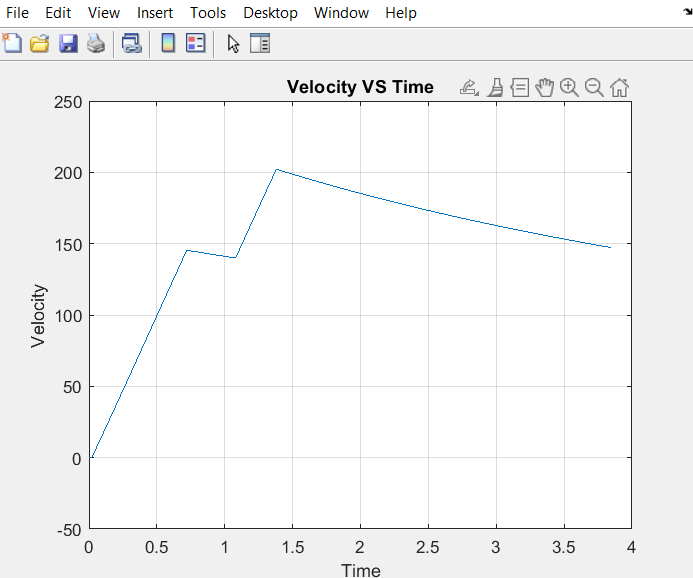 File Edit View Insert Tools Desktop Window Help
Velocity VS Time
250
200
150
100
50
0
-50
Velocity
0 0.5 1 1.5 2 2.5 3 3.5 4
Time